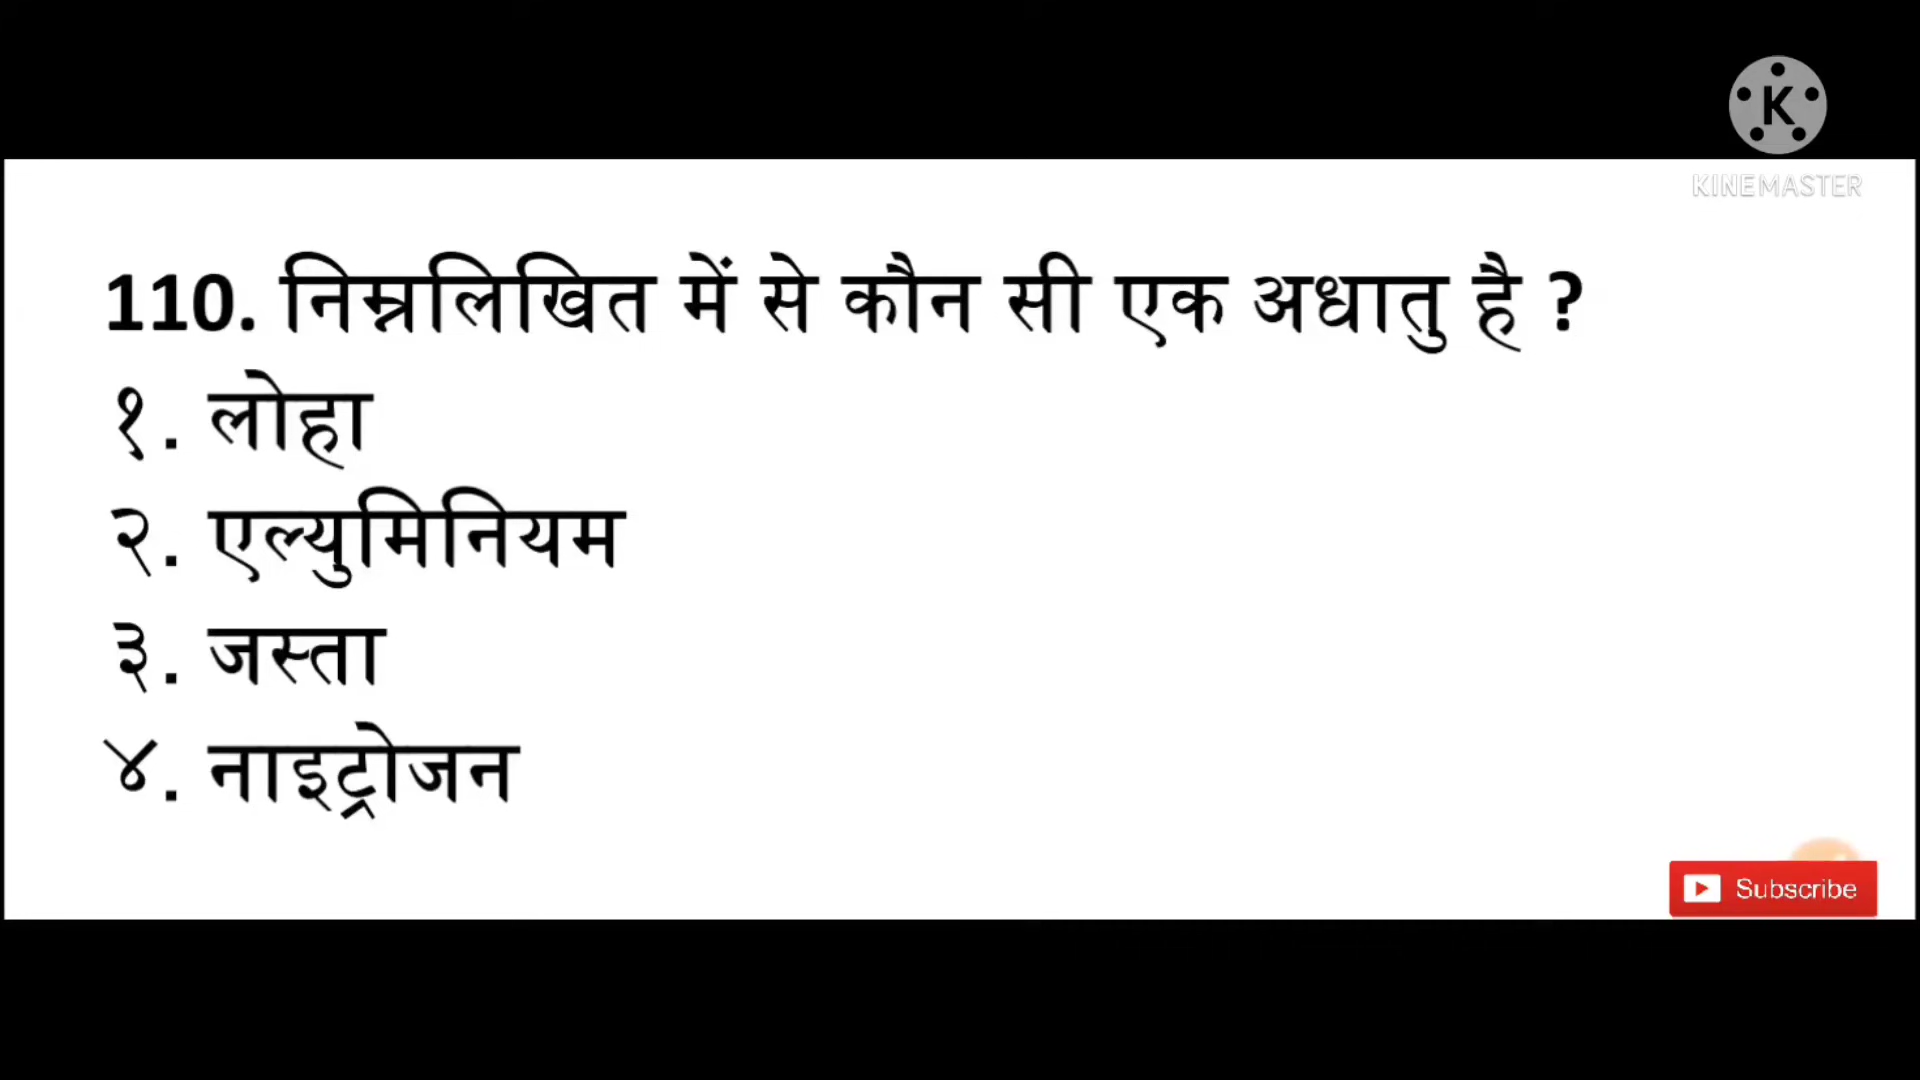 K
KINEMASTER
110. निम्नलिखित में से कौन सी एक अधातु है ?
१. लोहा
२. एल्युमिनियम
३. जस्ता
४. नाइट्रोजन
Subscribe